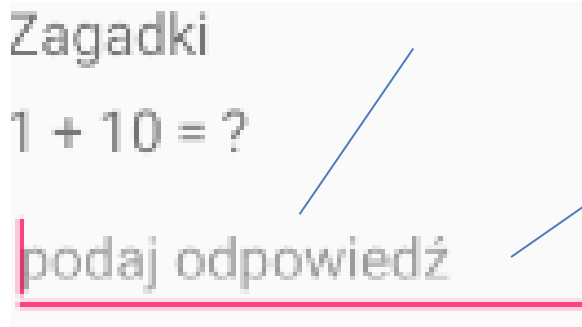 Zagadki
1 + 10 = ?
podaj odpowiedź